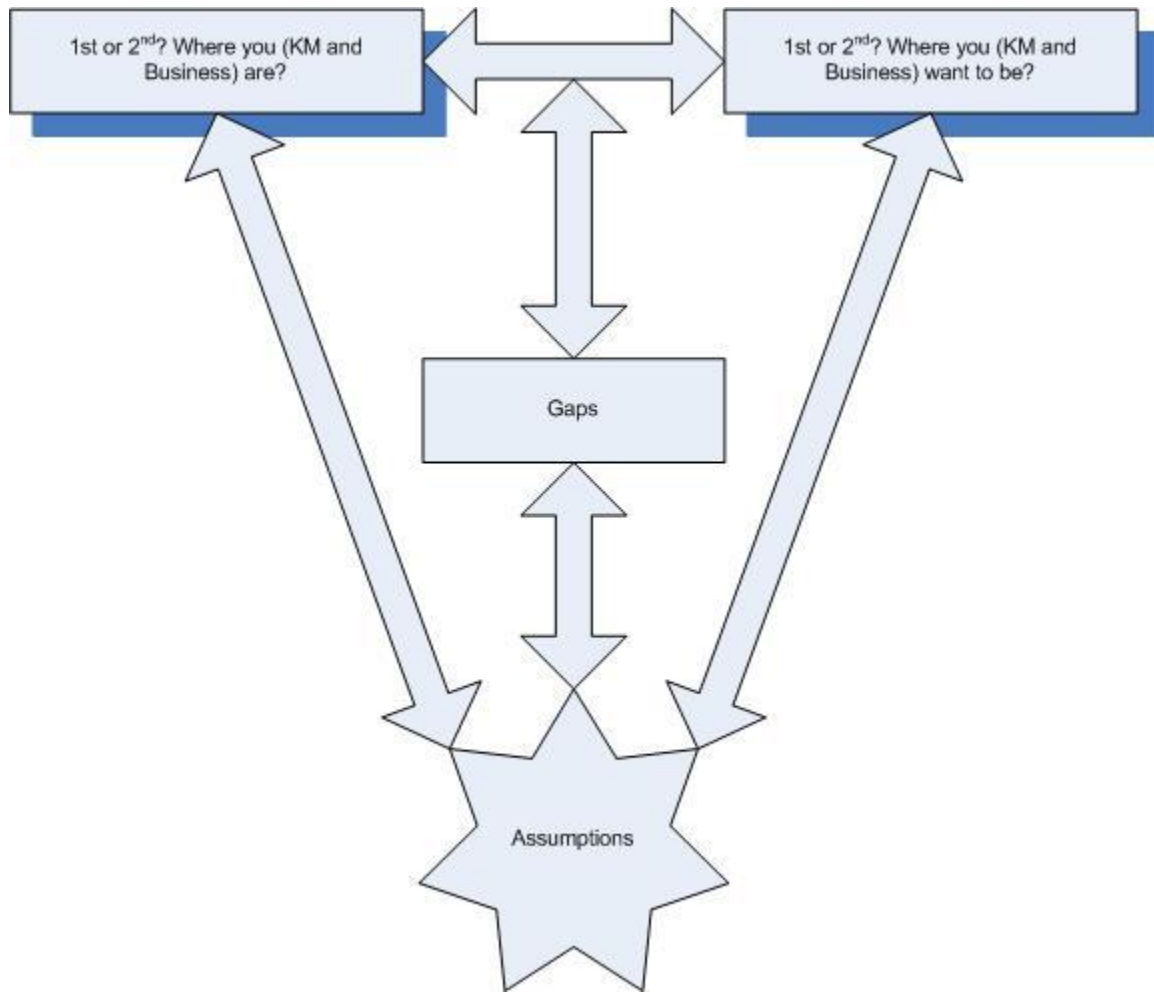 1st or 2nd? Where you (KM and
Business) are?
1st or 2nd? Where you (KM and
Business) want to be?
Gaps
Assumptions